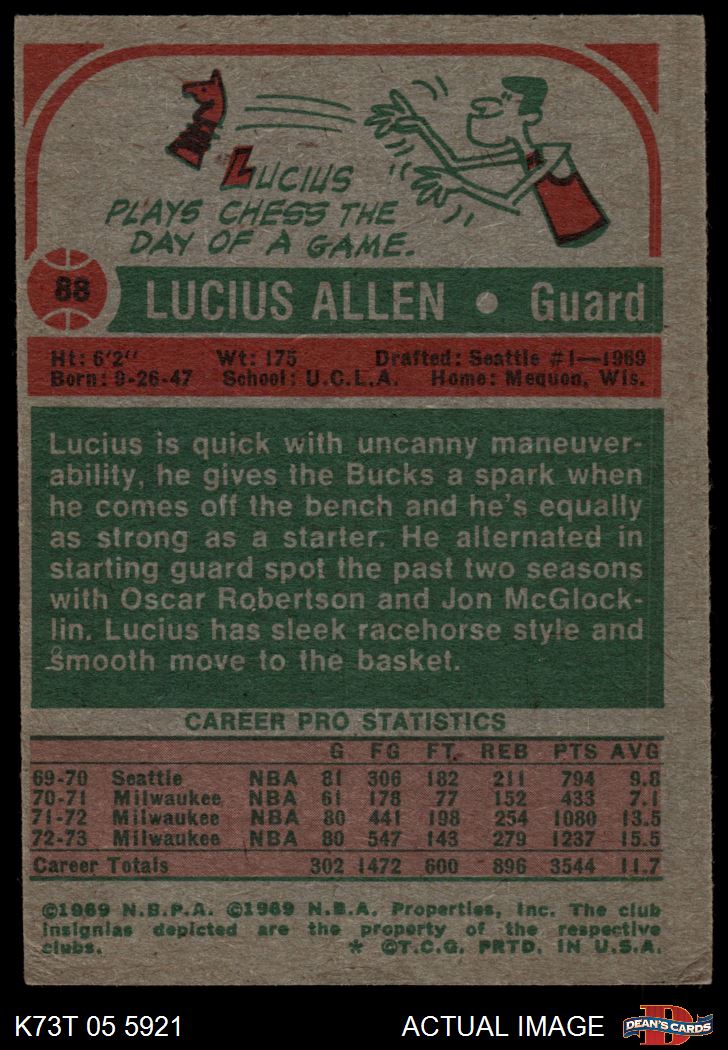 LUCIUS
PLAYS CHESS THE
DAY OF A GAME.
88
LUCIUS ALLEN • Guard
Ht: 6'2" Wt: 175 Drafted: Seattle #1—1969
Born: 9-26-47 School: U.C.L.A. Home: Mequon, Wis.
Lucius is quick with uncanny maneuver-
ability, he gives the Bucks a spark when
he comes off the bench and he's equally
as strong as a starter. He alternated in
starting guard spot the past two seasons
with Oscar Robertson and Jon McGlock-
lin. Lucius has sleek racehorse style and
smooth move to the basket.
CAREER PRO STATISTICS
G FG FT. REB PTS AVG
69-70 Seattle NBA 81 306 182 211 794 9.8
70-71 Milwaukee NBA 61 178 77 152 433 7.1
71-72 Milwaukee NBA 80 441 198 254 1080 13.5
72-73 Milwaukee NBA 80 547 143 279 1237 15.5
Career Totals 302 1472 600 896 3544 11.7
©1969 N.B.P.A. ©1969 N.B.A. Properties, Inc. The club
insignias depicted are the property of the respective
clubs. * ©T.C.G. PRTD. IN U.S.A.
K73T 05 5921 ACTUAL IMAGE D DEAN'S CARDS